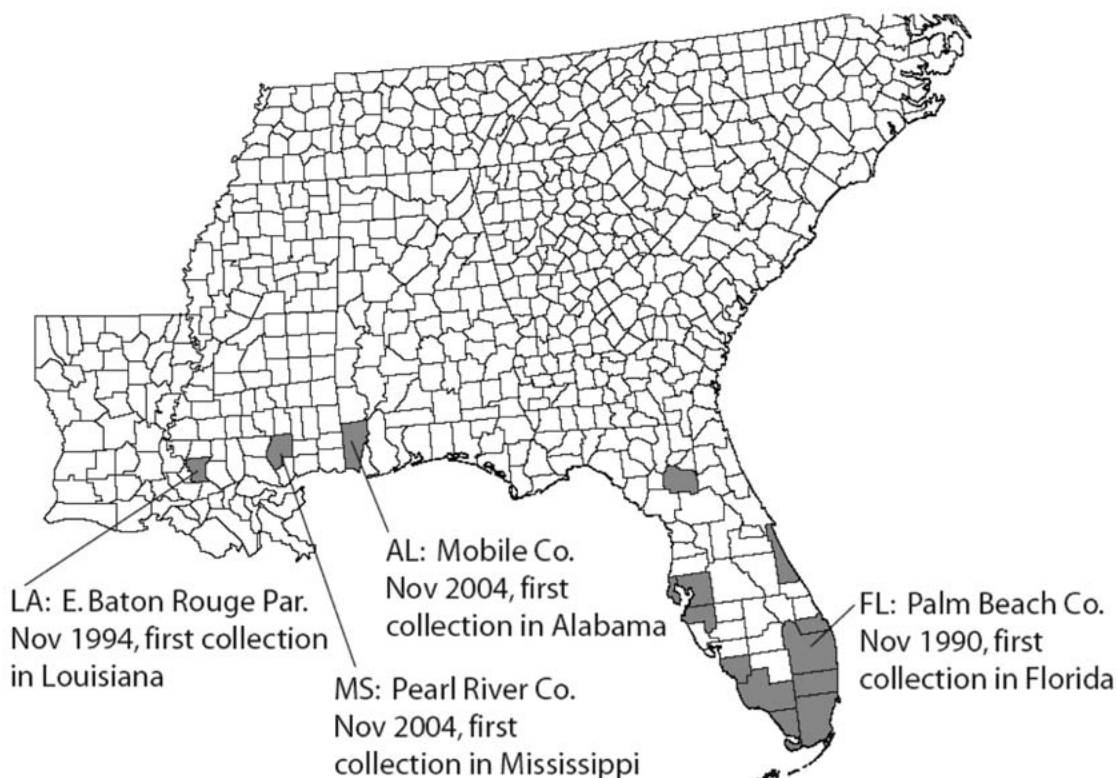 LA: E. Baton Rouge Par.
Nov 1994, first collection
in Louisiana
MS: Pearl River Co.
Nov 2004, first
collection in Mississippi
AL: Mobile Co.
Nov 2004, first
collection in Alabama
FL: Palm Beach Co.
Nov 1990, first
collection in Florida